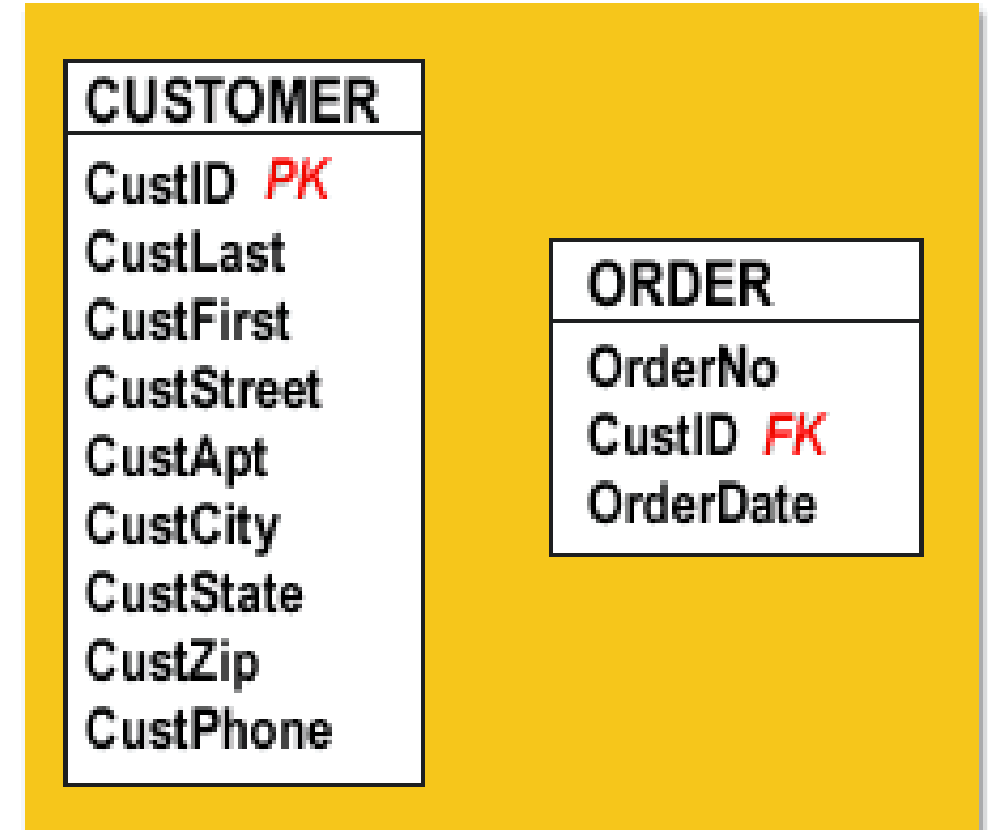 CUSTOMER
CustID PK
CustLast
CustFirst
CustStreet
CustApt
CustCity
CustState
CustZip
CustPhone
ORDER
OrderNo
CustID FK
OrderDate